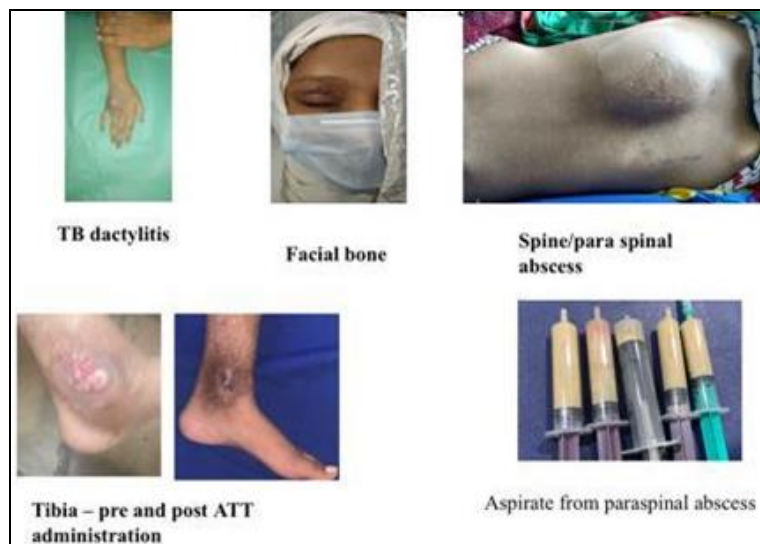 TB dactylitis
Facial bone
Spine/para spinal
abscess
Tibia – pre and post ATT
administration
Aspirate from paraspinal abscess